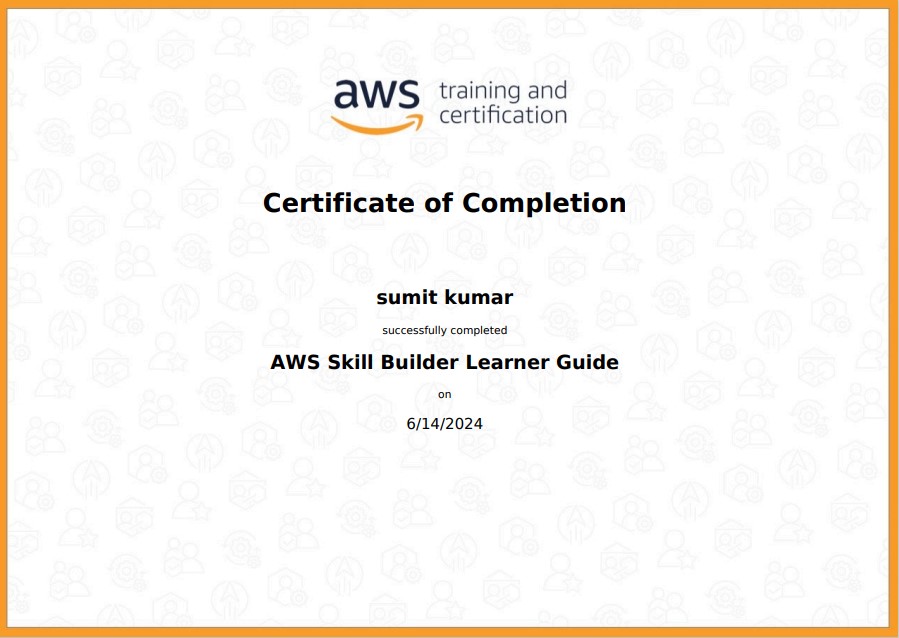 aws training and
certification
Certificate of Completion
sumit kumar
successfully completed
AWS Skill Builder Learner Guide
on
6/14/2024